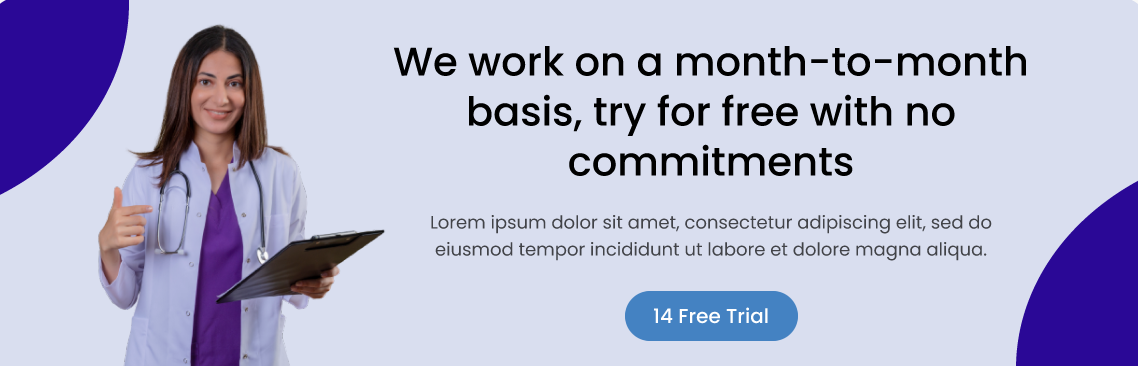 We work on a month-to-month
basis, try for free with no
commitments
Lorem ipsum dolor sit amet, consectetur adipiscing elit, sed do
eiusmod tempor incididunt ut labore et dolore magna aliqua.
14 Free Trial